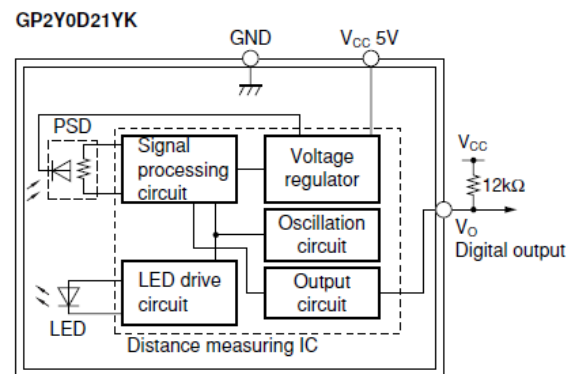 GP2Y0D21YK
GND
VCC 5V
PSD
Signal
processing
circuit
Voltage
regulator
VCC
12kΩ
Oscillation
circuit
VO
Digital output
LED drive
circuit
Output
circuit
LED
Distance measuring IC